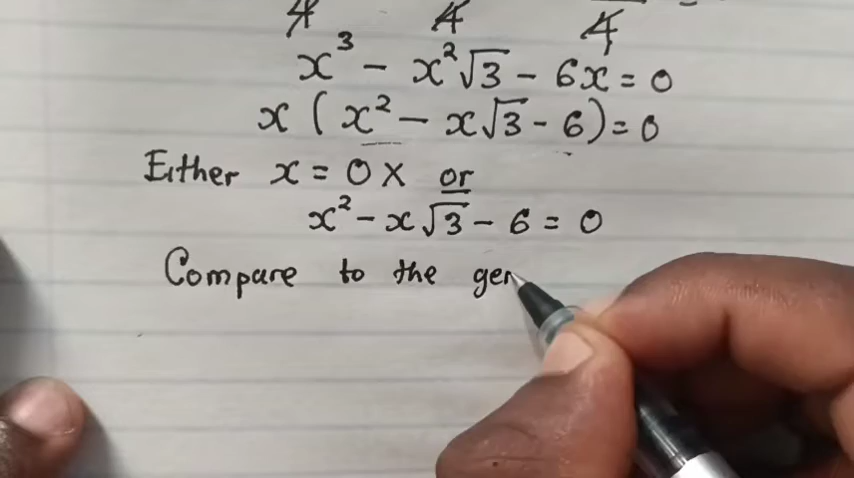 4 4 4
x³ - x²√3 - 6x = 0
x (x² - x√3 - 6) = 0
Either x = 0 X or
x² - x√3 - 6 = 0
Compare to the gen